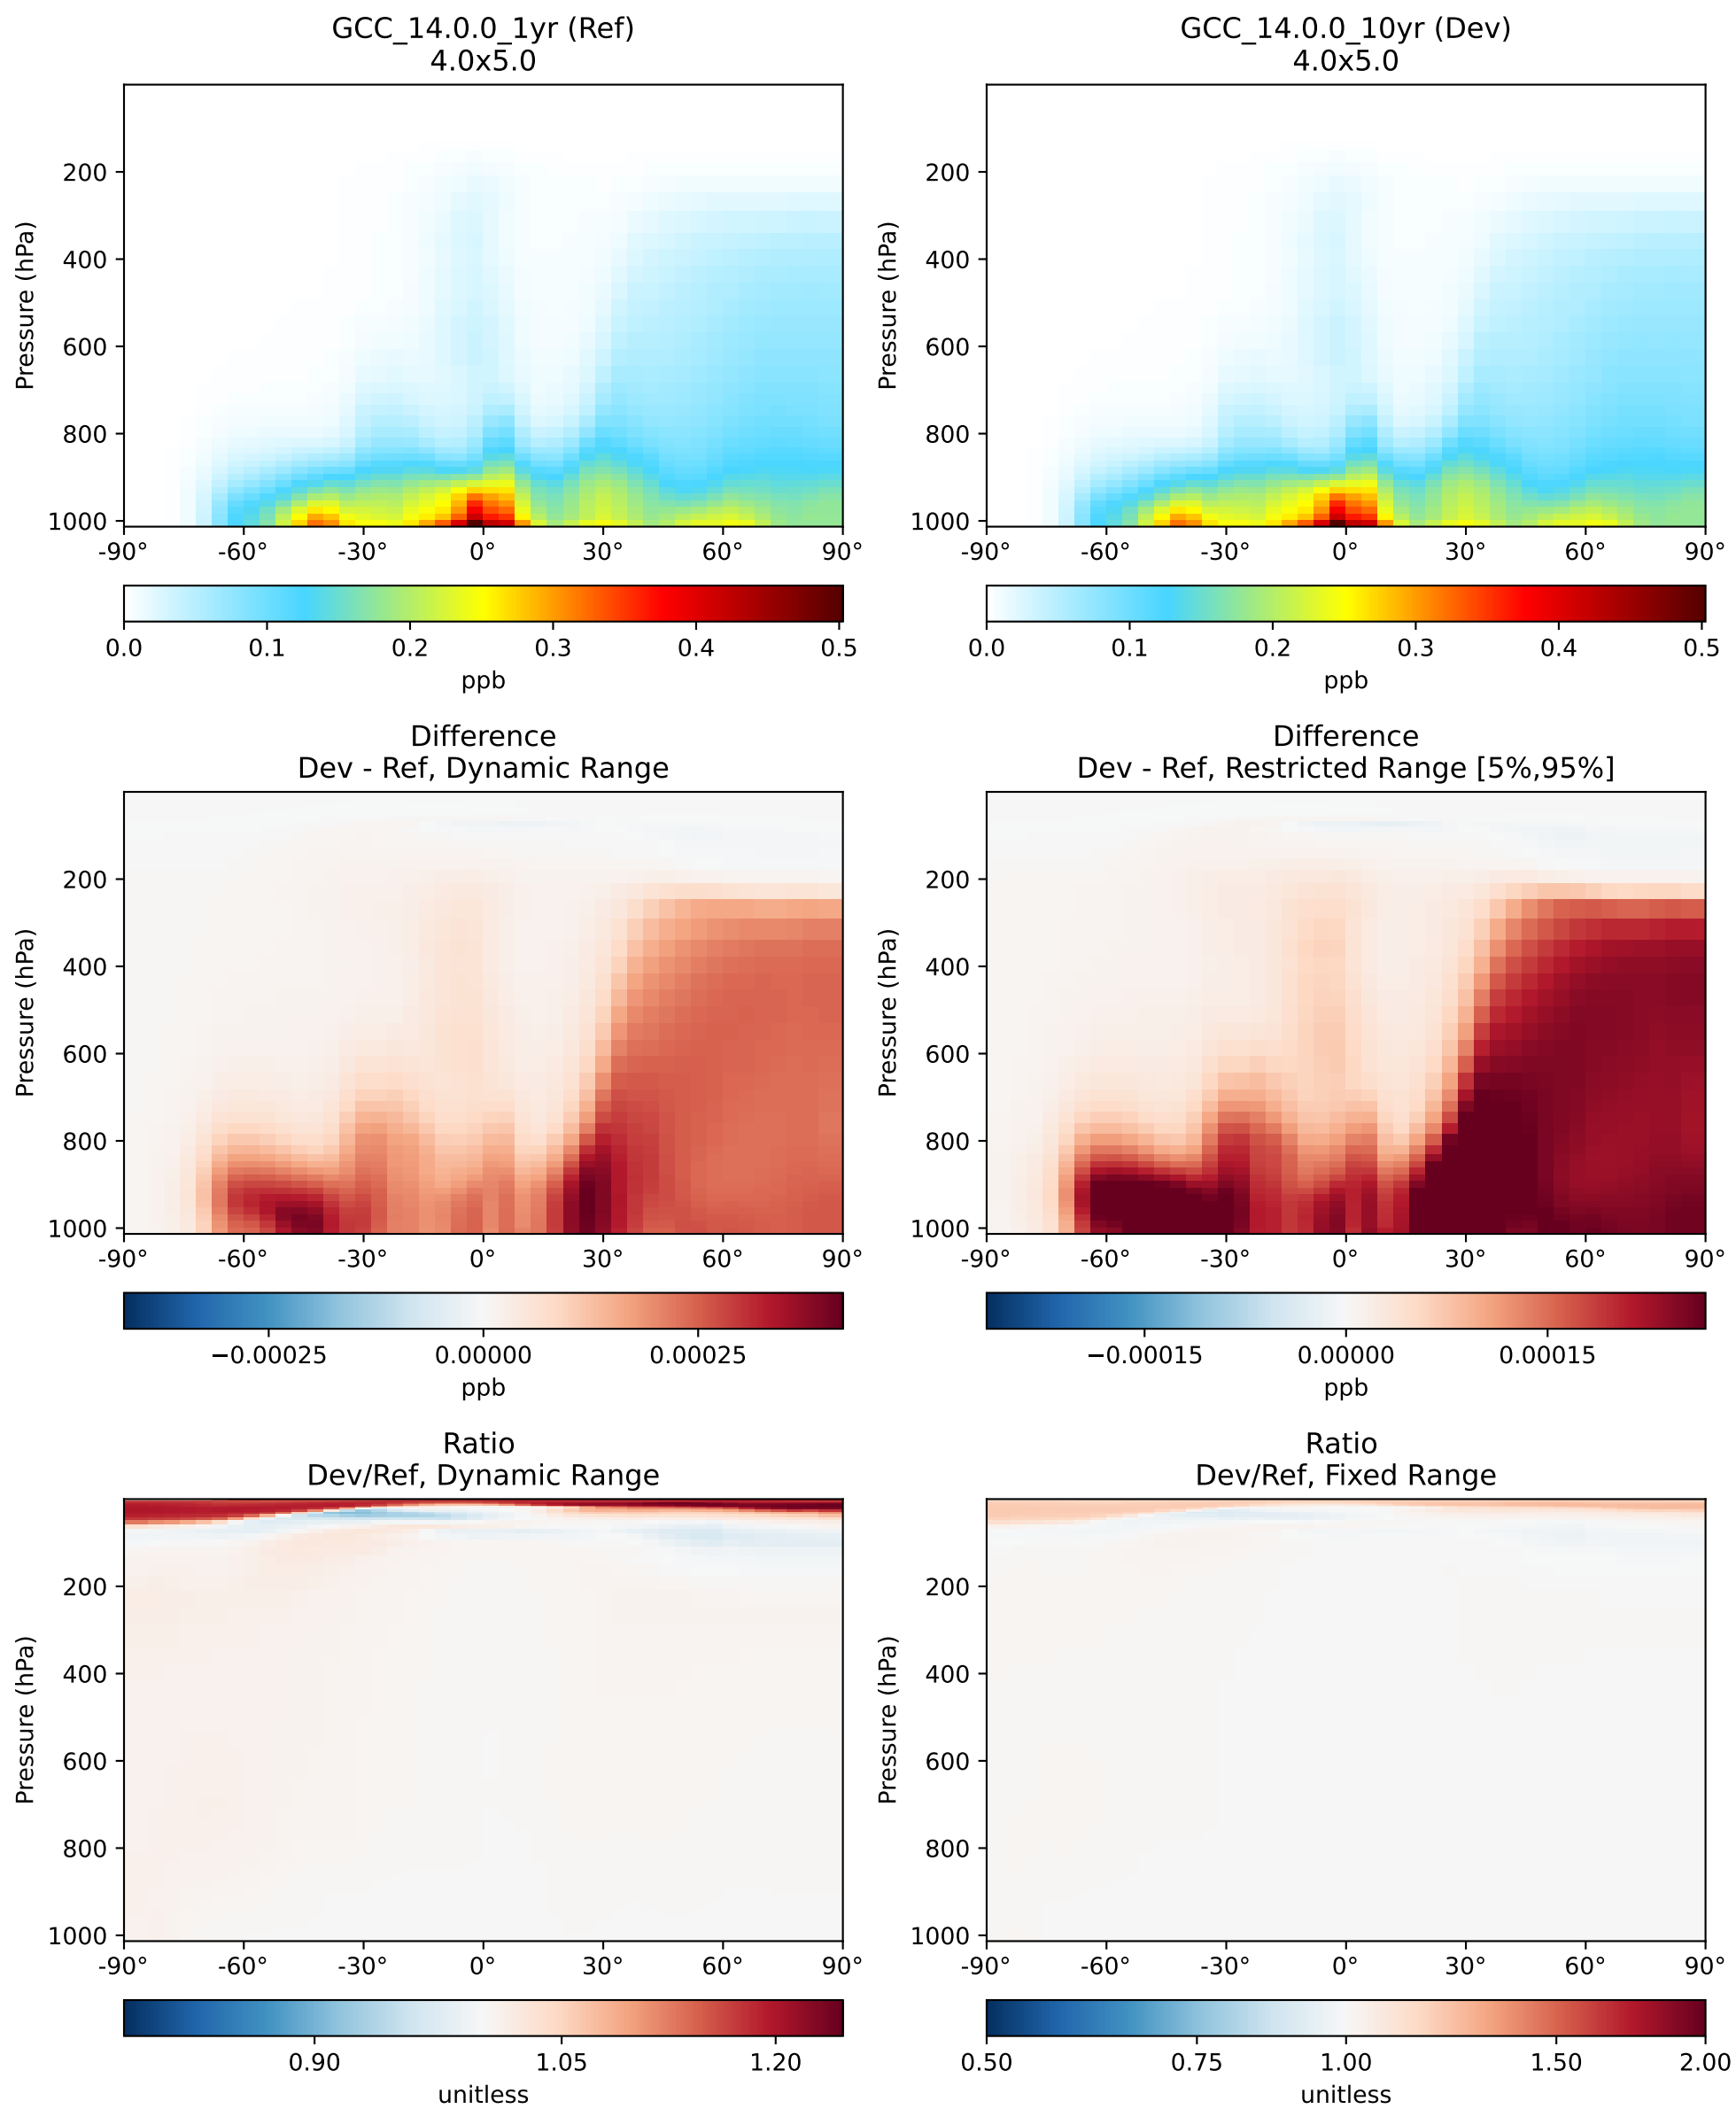 GCC_14.0.0_1yr (Ref)
4.0x5.0
Pressure (hPa)
200
400
600
800
1000
-90° -60° -30° 0° 30° 60° 90°
0.0 0.1 0.2 0.3 0.4 0.5
ppb
GCC_14.0.0_10yr (Dev)
4.0x5.0
Pressure (hPa)
200
400
600
800
1000
-90° -60° -30° 0° 30° 60° 90°
0.0 0.1 0.2 0.3 0.4 0.5
ppb
Difference
Dev - Ref, Dynamic Range
Pressure (hPa)
200
400
600
800
1000
-90° -60° -30° 0° 30° 60° 90°
−0.00025 0.00000 0.00025
ppb
Difference
Dev - Ref, Restricted Range [5%,95%]
Pressure (hPa)
200
400
600
800
1000
-90° -60° -30° 0° 30° 60° 90°
−0.00015 0.00000 0.00015
ppb
Ratio
Dev/Ref, Dynamic Range
Pressure (hPa)
200
400
600
800
1000
-90° -60° -30° 0° 30° 60° 90°
0.90 1.05 1.20
unitless
Ratio
Dev/Ref, Fixed Range
Pressure (hPa)
200
400
600
800
1000
-90° -60° -30° 0° 30° 60° 90°
0.50 0.75 1.00 1.50 2.00
unitless